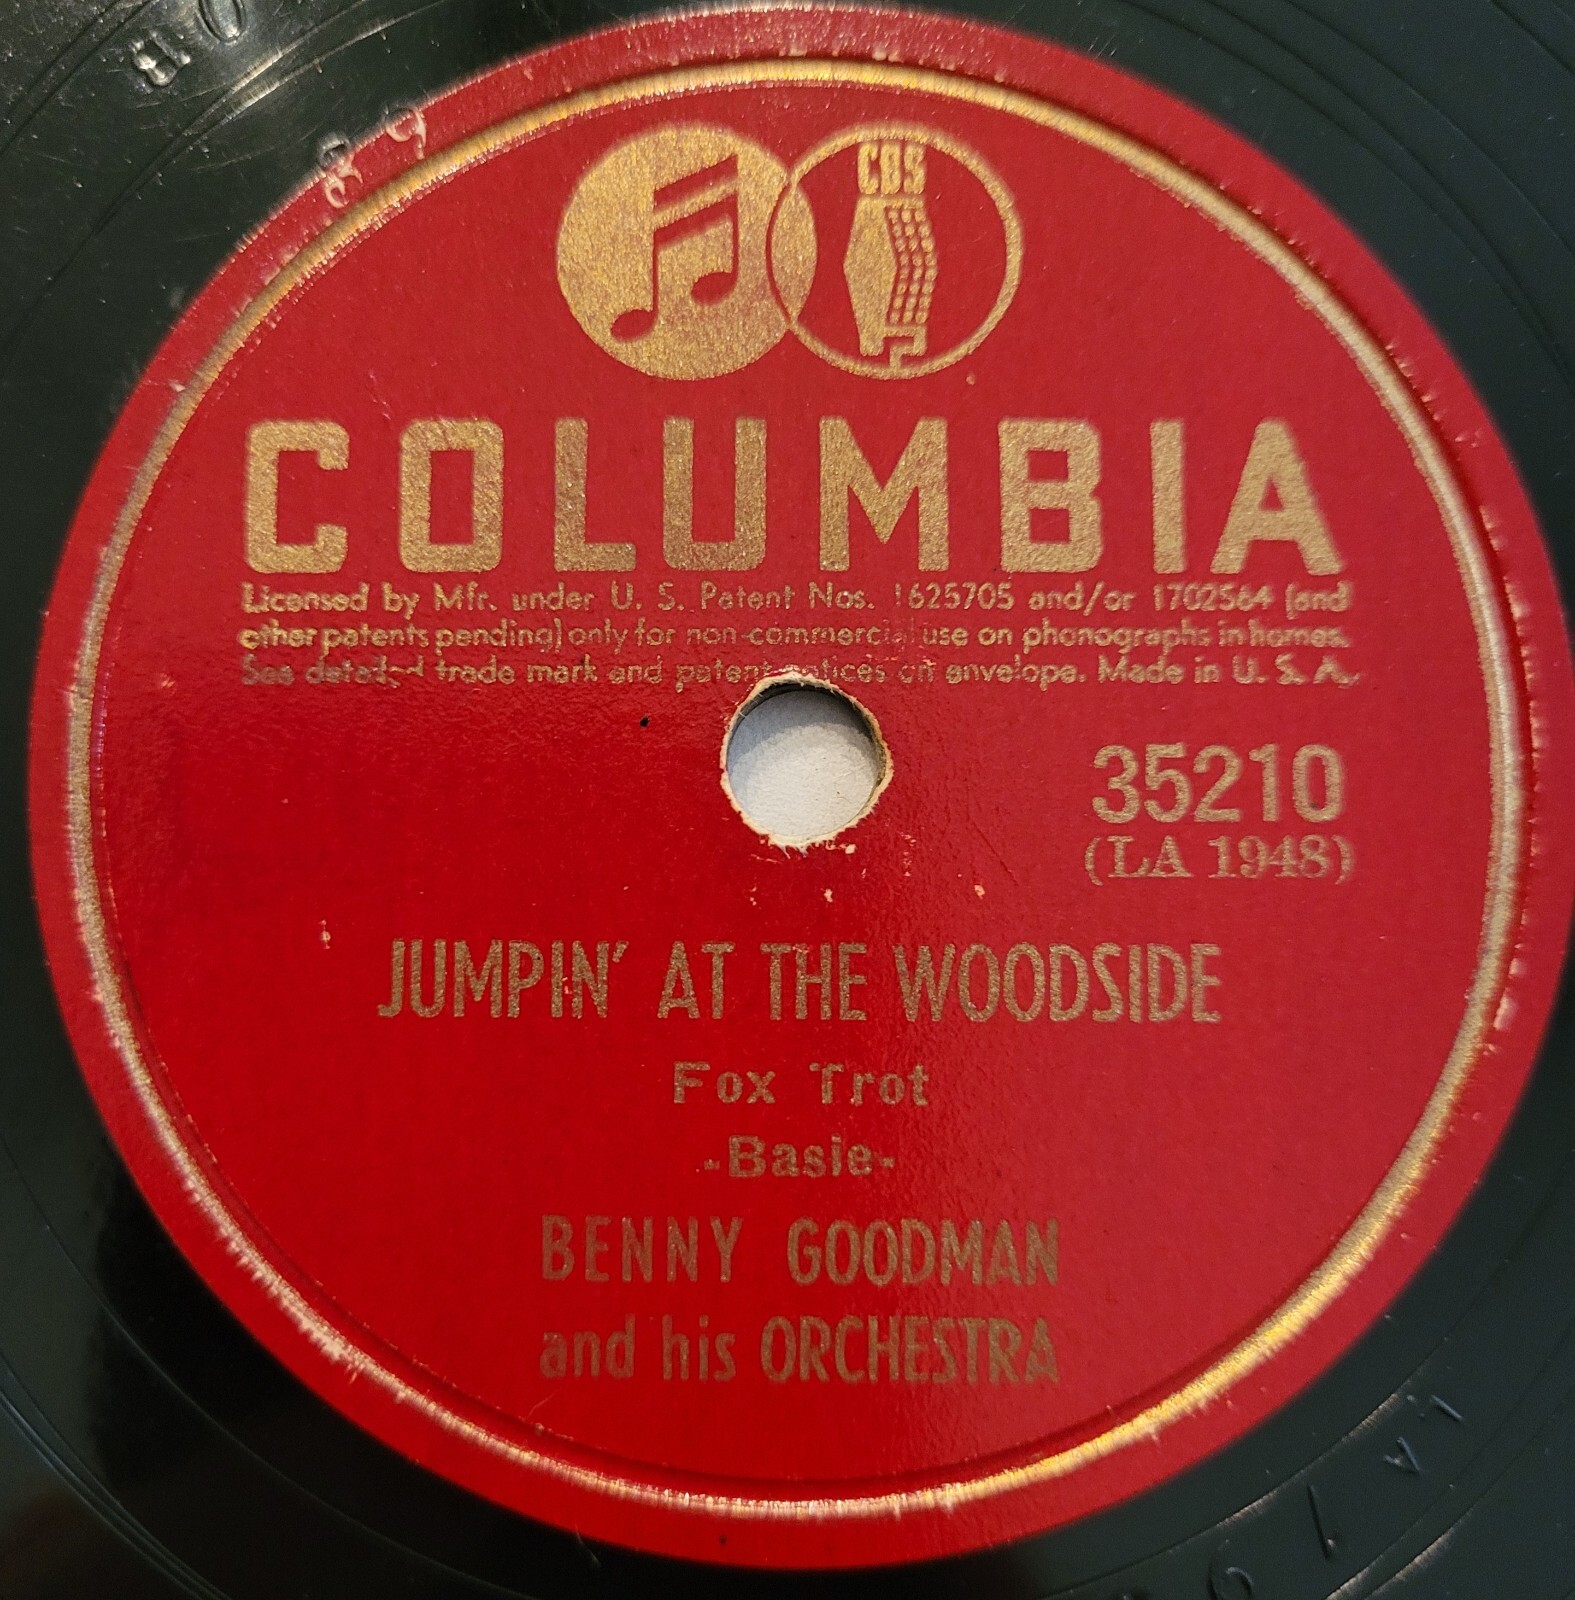 CBS
COLUMBIA
Licensed by Mfr. under U. S. Patent Nos. 1625705 and/or 1702564 (and
other patents pending) only for non-commercial use on phonographs in homes.
See detailed trade mark and patent notices on envelope. Made in U. S. A.
35210
(LA 1948)
JUMPIN' AT THE WOODSIDE
Fox Trot
-Basie-
BENNY GOODMAN
and his ORCHESTRA